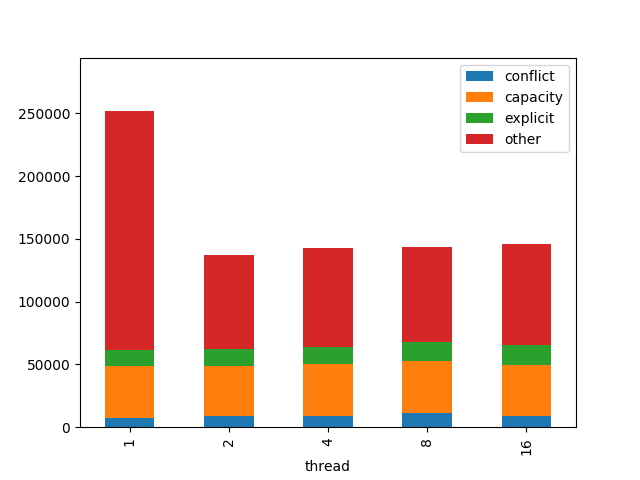 conflict
capacity
explicit
other
250000
200000
150000
100000
50000
0
1
2
4
8
16
thread